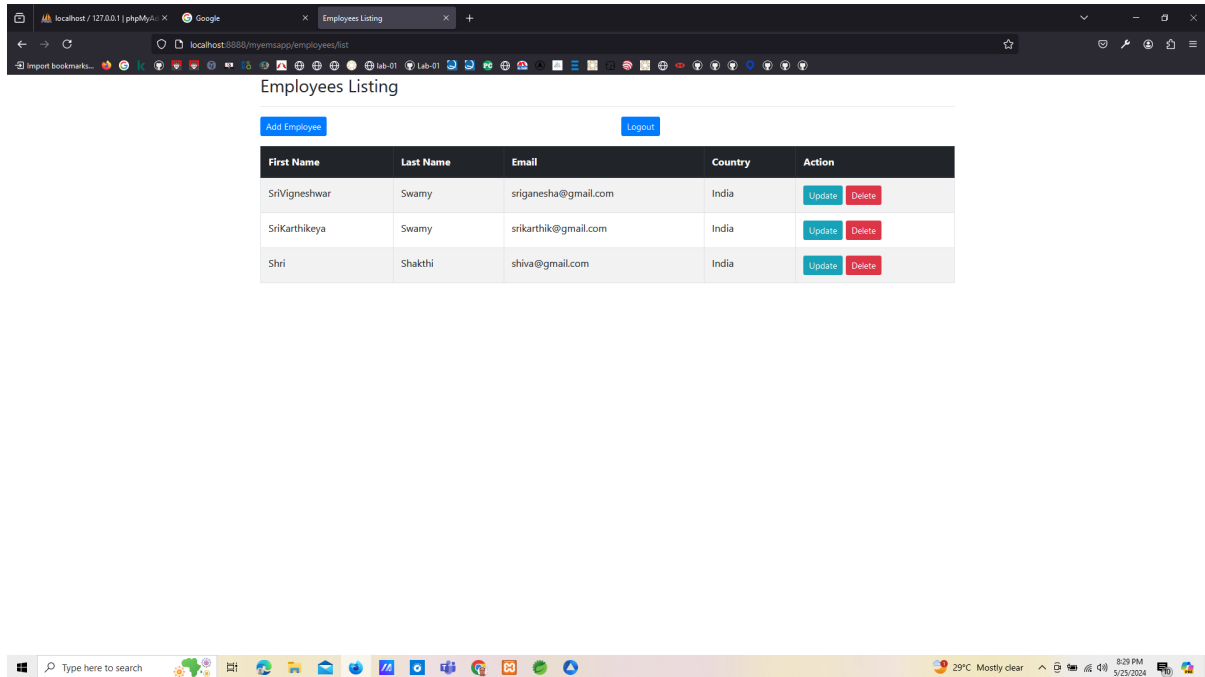 localhost / 127.0.0.1 | phpMyAd
Google
Employees Listing
localhost:8888/myemsapp/employees/list
Import bookmarks...
lab-01
Lab-01
Employees Listing
Add Employee
Logout
First Name Last Name Email Country Action
SriVigneshwar Swamy sriganesha@gmail.com India Update Delete
SriKarthikeya Swamy srikarthik@gmail.com India Update Delete
Shri Shakthi shiva@gmail.com India Update Delete
Type here to search
29°C Mostly clear
8:29 PM
5/25/2024